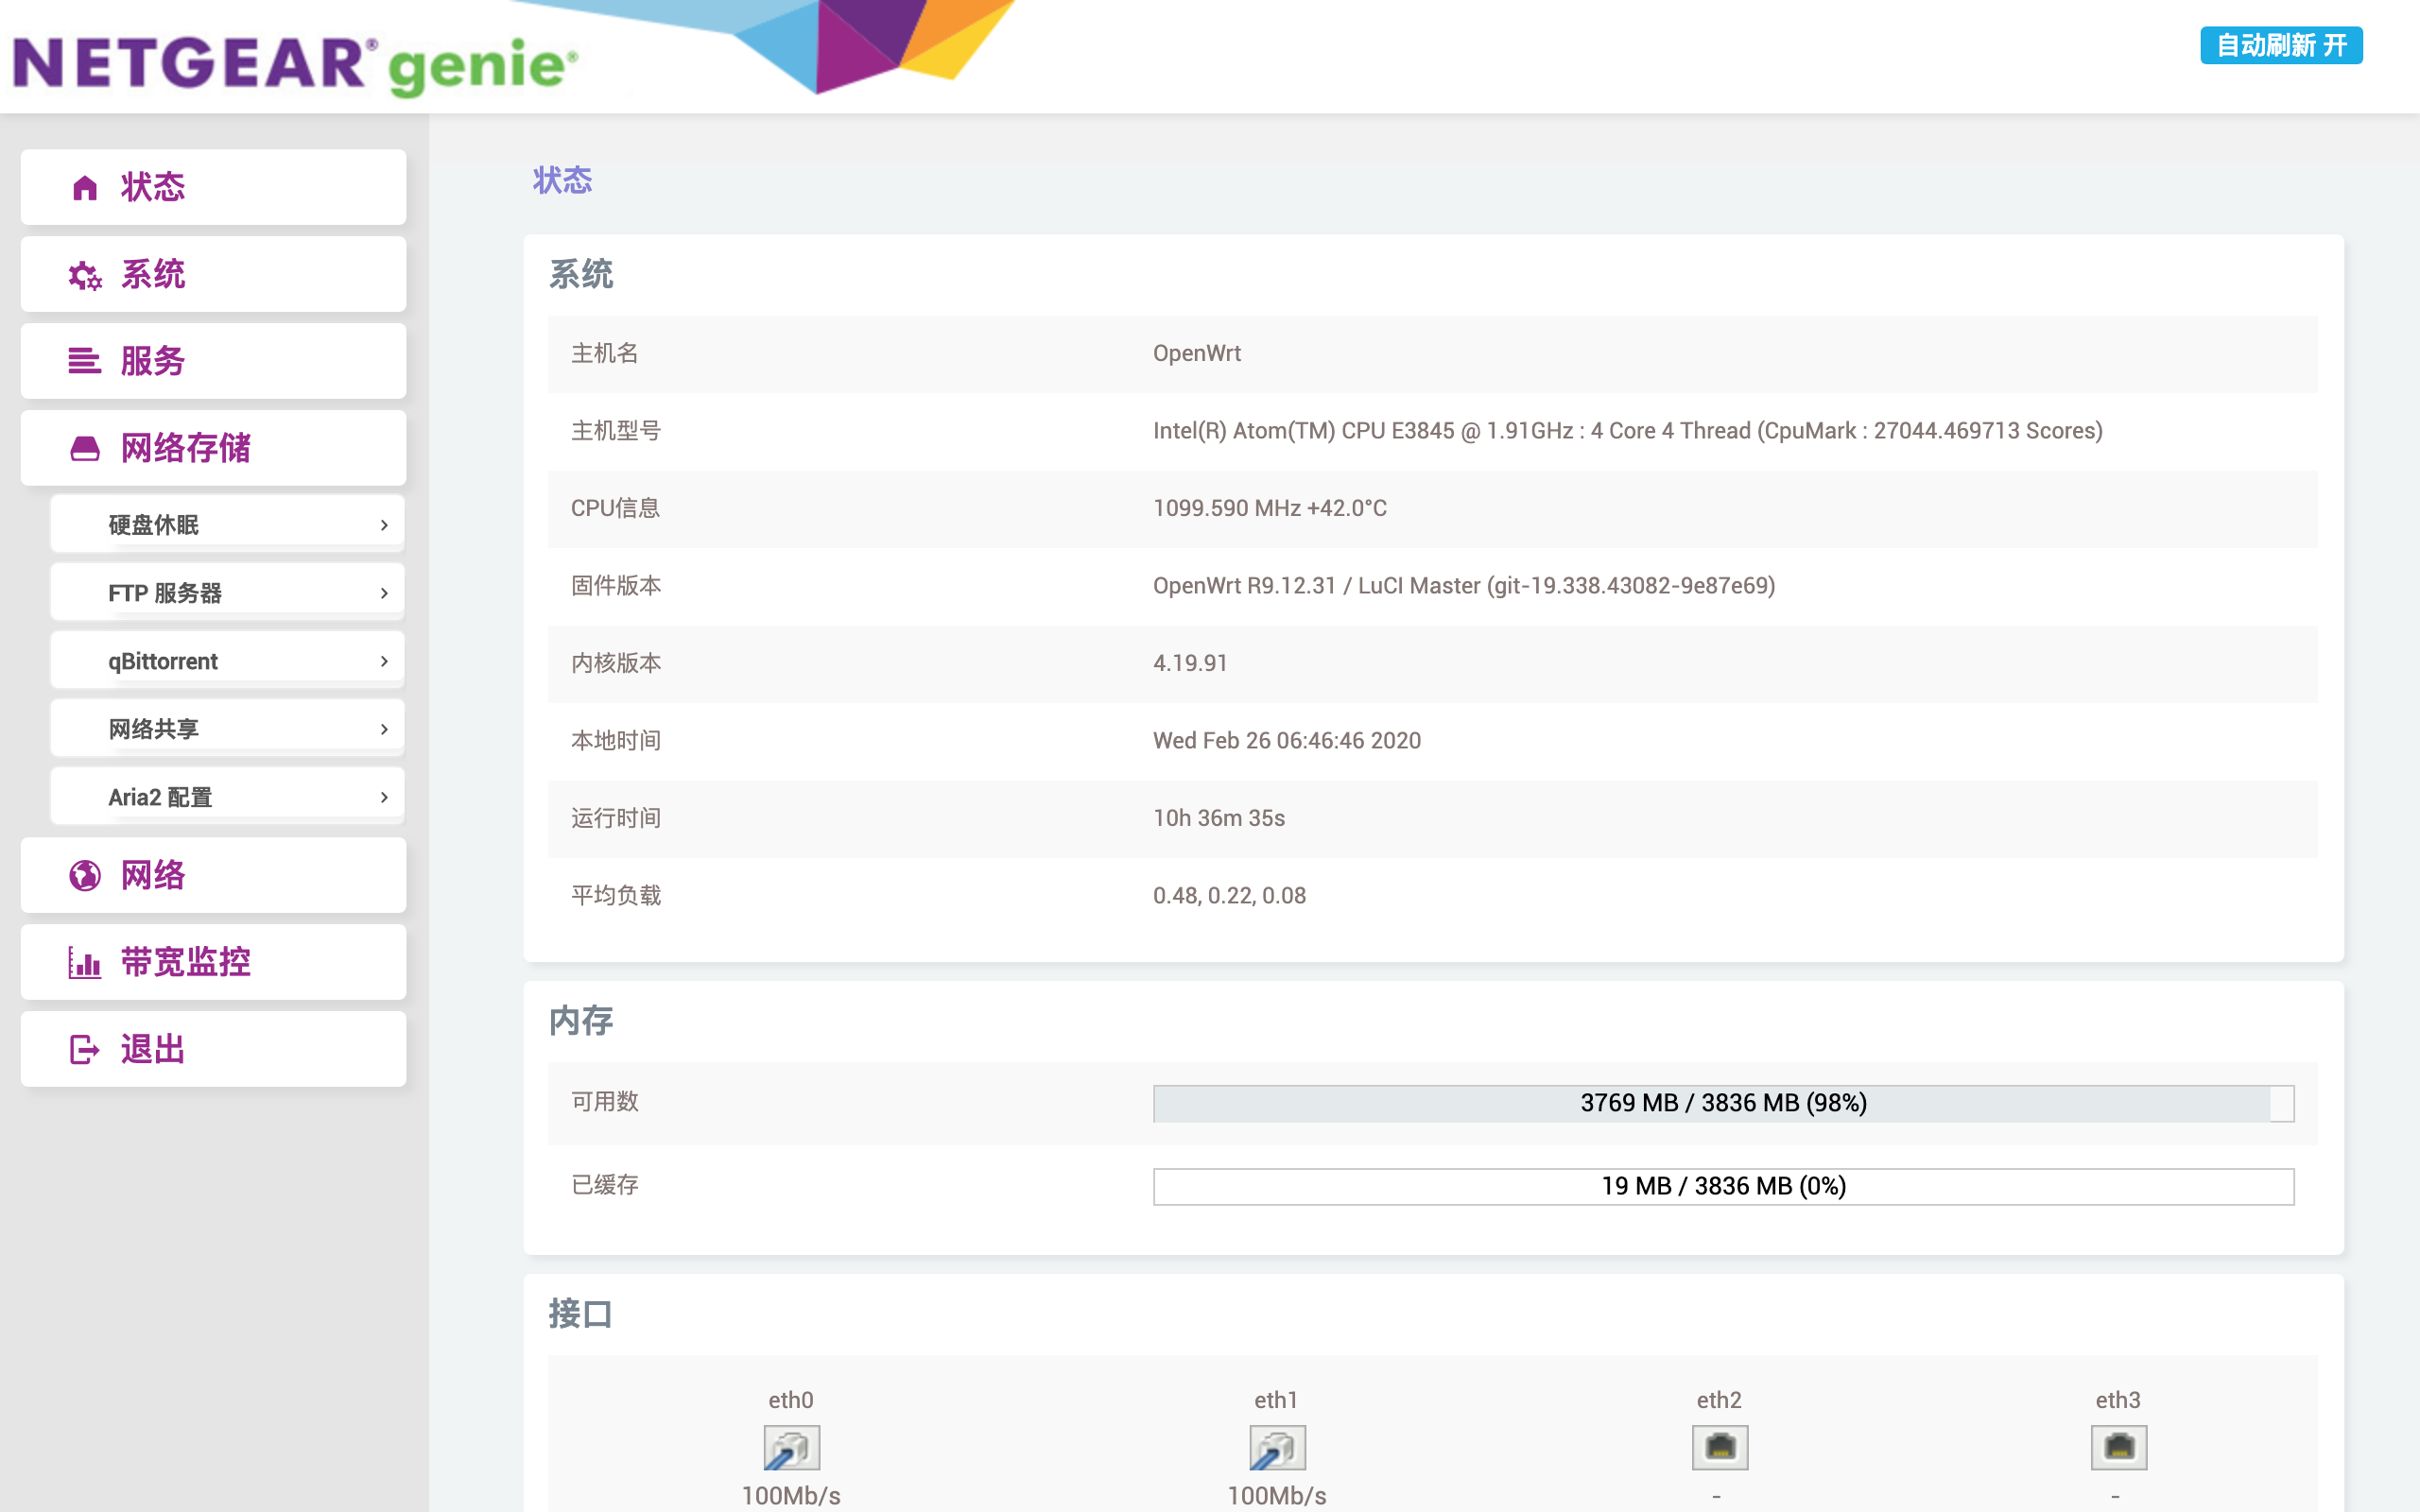 NETGEAR® genie®
自动刷新 开
状态
系统
服务
网络存储
硬盘休眠
FTP 服务器
qBittorrent
网络共享
Aria2 配置
网络
带宽监控
退出
状态
系统
主机名 OpenWrt
主机型号 Intel(R) Atom(TM) CPU E3845 @ 1.91GHz : 4 Core 4 Thread (CpuMark : 27044.469713 Scores)
CPU信息 1099.590 MHz +42.0°C
固件版本 OpenWrt R9.12.31 / LuCI Master (git-19.338.43082-9e87e69)
内核版本 4.19.91
本地时间 Wed Feb 26 06:46:46 2020
运行时间 10h 36m 35s
平均负载 0.48, 0.22, 0.08
内存
可用数 3769 MB / 3836 MB (98%)
已缓存 19 MB / 3836 MB (0%)
接口
eth0 eth1 eth2 eth3
100Mb/s 100Mb/s - -